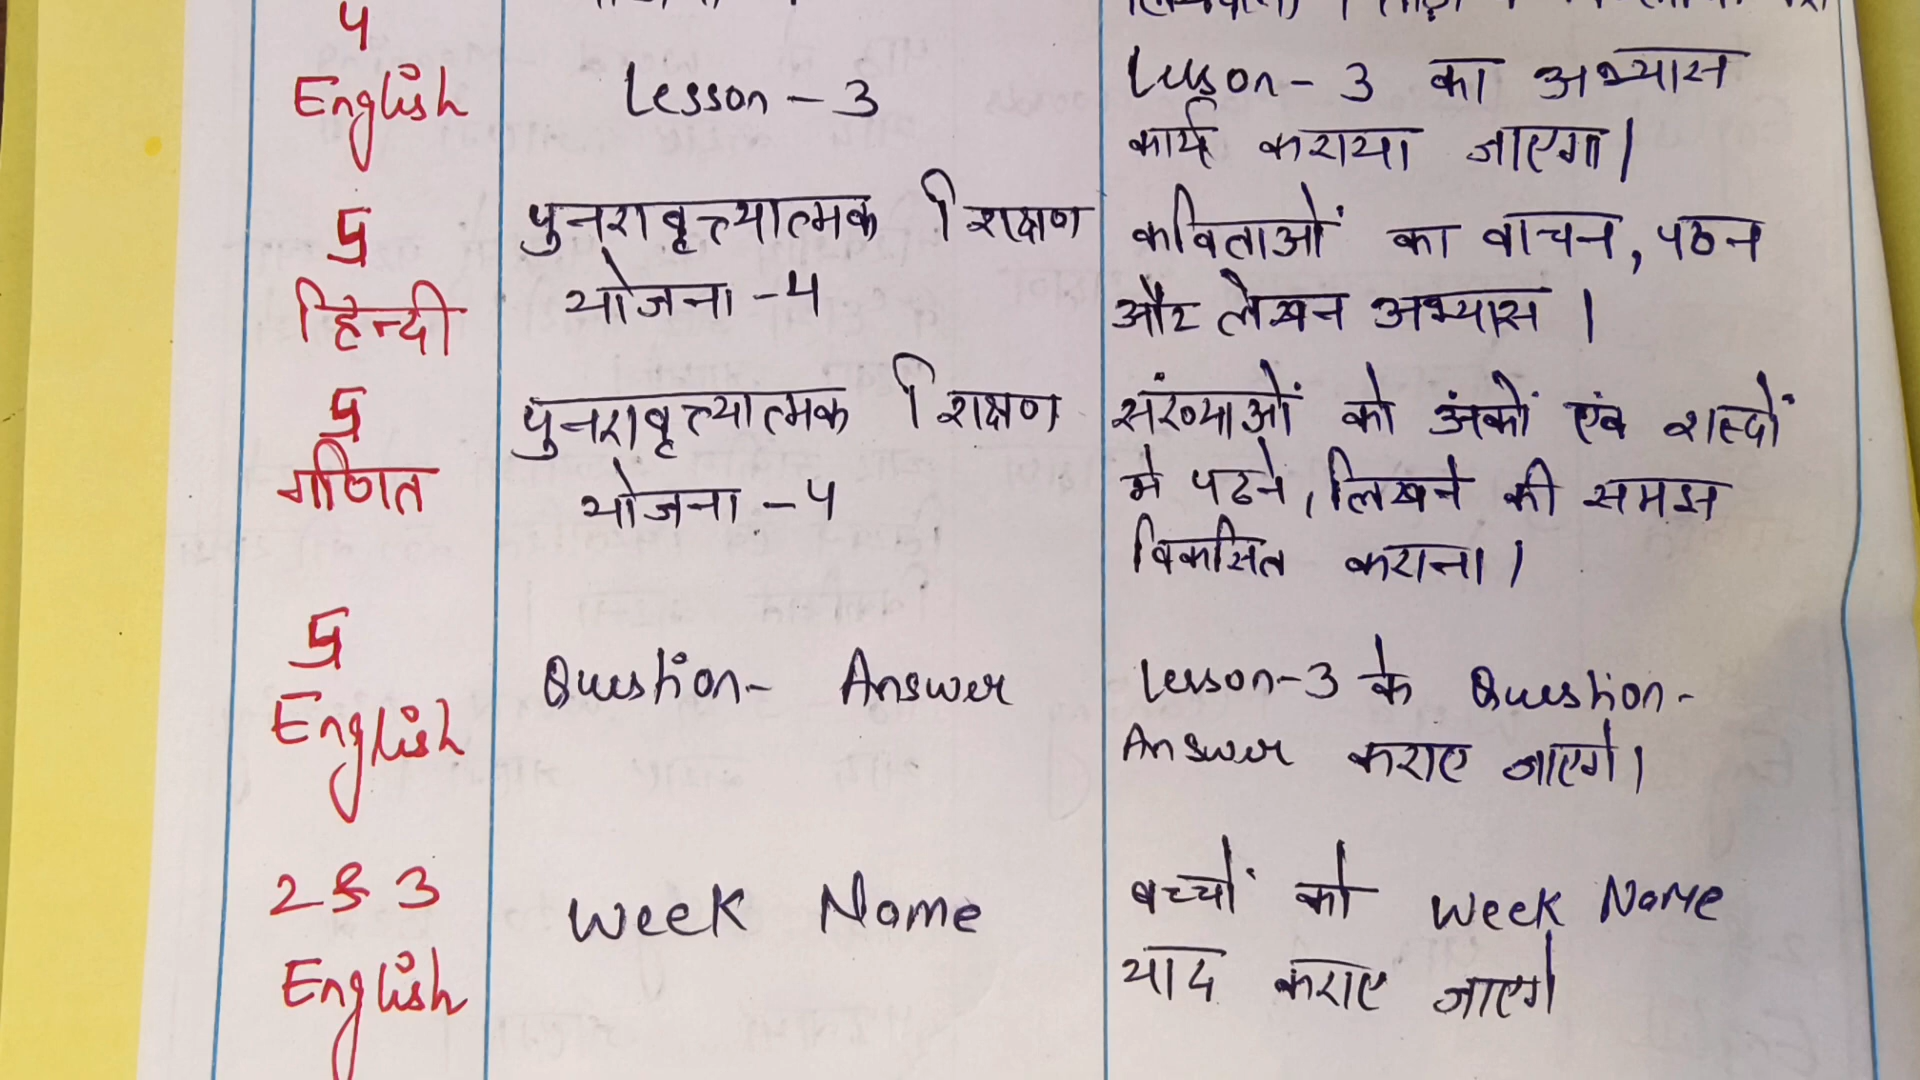 4
English
Lesson - 3
Lesson - 3 का अभ्यास
कार्य कराया जाएगा।
5
हिन्दी
पुनरावृत्त्यात्मक शिक्षण
योजना - 4
कविताओं का वाचन, पठन
और लेखन अभ्यास।
5
गणित
पुनरावृत्त्यात्मक शिक्षण
योजना - 4
संख्याओं को अंकों एंव शब्दों
मे पढने, लिखने की समझ
विकसित कराना।
5
English
Question - Answer
Lesson-3 के Question-
Answer कराए जाएगे।
2 & 3
English
Week Name
बच्चों को Week Name
याद कराए जाएगे